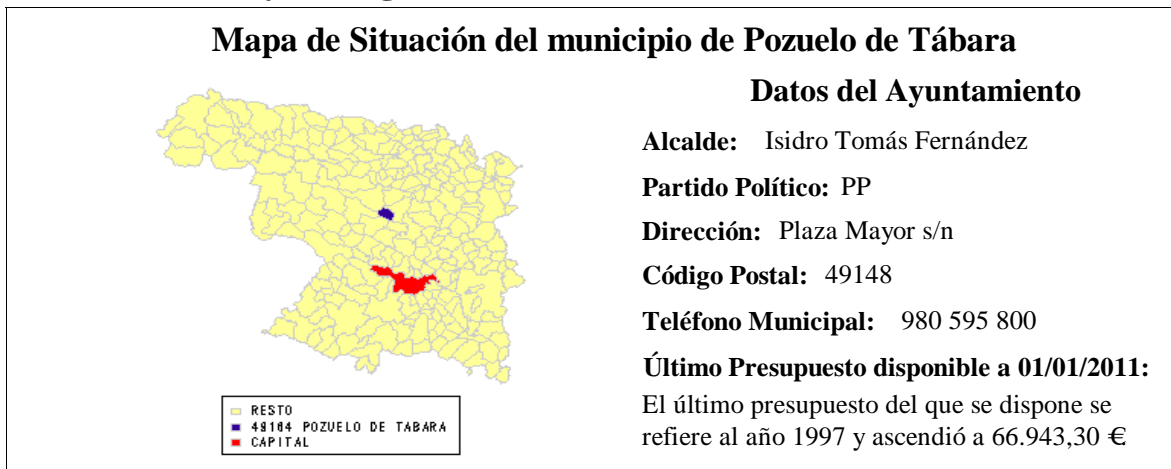 Mapa de Situación del municipio de Pozuelo de Tábara
Datos del Ayuntamiento
Alcalde: Isidro Tomás Fernández
Partido Político: PP
Dirección: Plaza Mayor s/n
Código Postal: 49148
Teléfono Municipal: 980 595 800
Último Presupuesto disponible a 01/01/2011:
El último presupuesto del que se dispone se
refiere al año 1997 y ascendió a 66.943,30 €
RESTO
49164 POZUELO DE TABARA
CAPITAL